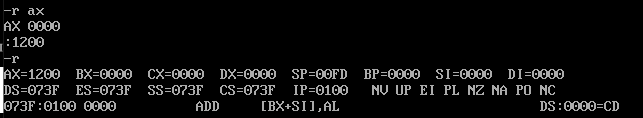 -r ax
AX 0000
:1200
-r
AX=1200  BX=0000  CX=0000  DX=0000  SP=00FD  BP=0000  SI=0000  DI=0000
DS=073F  ES=073F  SS=073F  CS=073F  IP=0100   NV UP EI PL NZ NA PO NC
073F:0100 0000          ADD     [BX+SI],AL                         DS:0000=CD